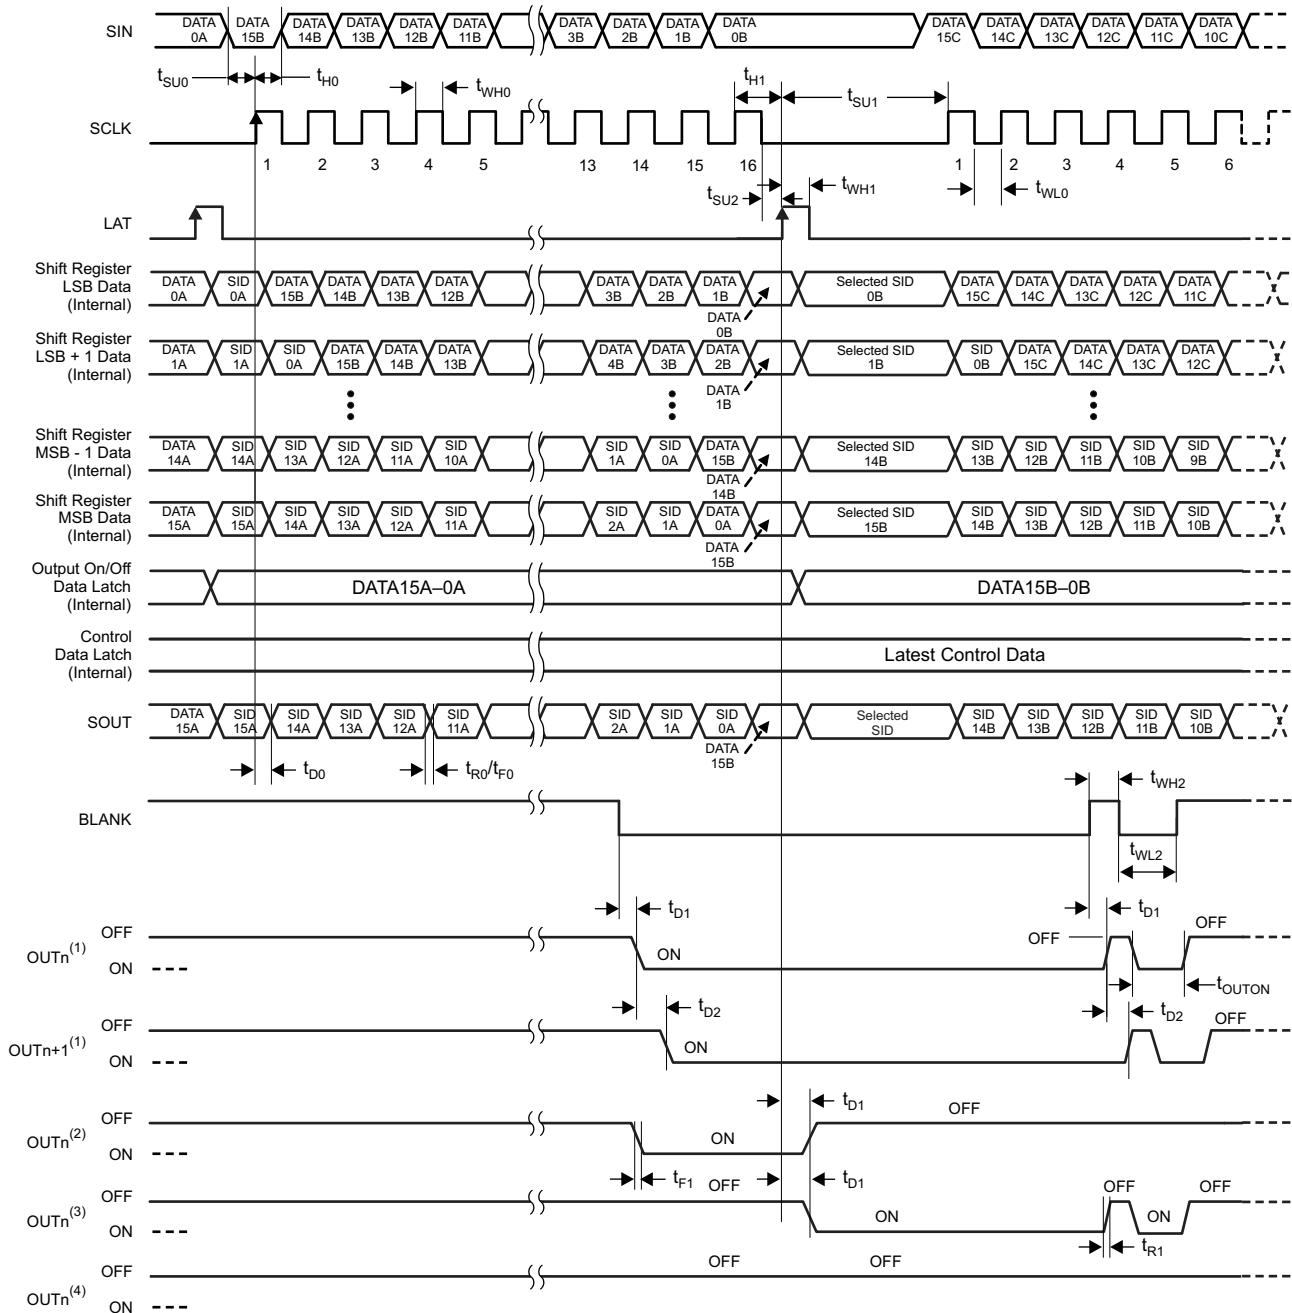 SIN
DATA 0A
DATA 15B
DATA 14B
DATA 13B
DATA 12B
DATA 11B
DATA 3B
DATA 2B
DATA 1B
DATA 0B
DATA 15C
DATA 14C
DATA 13C
DATA 12C
DATA 11C
DATA 10C
tSU0
tH0
tWH0
tH1
tSU1
SCLK
1 2 3 4 5 13 14 15 16 1 2 3 4 5 6
tSU2
tWH1
tWL0
LAT
Shift Register
LSB Data
(Internal)
DATA 0A
SID 0A
DATA 15B
DATA 14B
DATA 13B
DATA 12B
DATA 3B
DATA 2B
DATA 1B
DATA 0B
Selected SID 0B
DATA 15C
DATA 14C
DATA 13C
DATA 12C
DATA 11C
Shift Register
LSB + 1 Data
(Internal)
DATA 1A
SID 1A
SID 0A
DATA 15B
DATA 14B
DATA 13B
DATA 4B
DATA 3B
DATA 2B
DATA 1B
Selected SID 1B
SID 0B
DATA 15C
DATA 14C
DATA 13C
DATA 12C
Shift Register
MSB - 1 Data
(Internal)
DATA 14A
SID 14A
SID 13A
SID 12A
SID 11A
SID 10A
SID 1A
SID 0A
DATA 15B
DATA 14B
Selected SID 14B
SID 13B
SID 12B
SID 11B
SID 10B
SID 9B
Shift Register
MSB Data
(Internal)
DATA 15A
SID 15A
SID 14A
SID 13A
SID 12A
SID 11A
SID 2A
SID 1A
DATA 0A
DATA 15B
Selected SID 15B
SID 14B
SID 13B
SID 12B
SID 11B
SID 10B
Output On/Off
Data Latch
(Internal)
DATA15A–0A
DATA15B–0B
Control
Data Latch
(Internal)
Latest Control Data
SOUT
DATA 15A
SID 15A
SID 14A
SID 13A
SID 12A
SID 11A
SID 2A
SID 1A
SID 0A
DATA 15B
Selected SID
SID 14B
SID 13B
SID 12B
SID 11B
SID 10B
tD0
tR0/tF0
tWH2
BLANK
tWL2
tD1
tD1
OUTn(1)
OFF
ON
ON
OFF
OFF
tOUTON
tD2
tD2
OUTn+1(1)
OFF
ON
ON
OFF
tD1
OUTn(2)
OFF
ON
ON
OFF
tF1
tD1
OUTn(3)
OFF
ON
OFF
ON
OFF
ON
OFF
tR1
OUTn(4)
OFF
ON
OFF
OFF